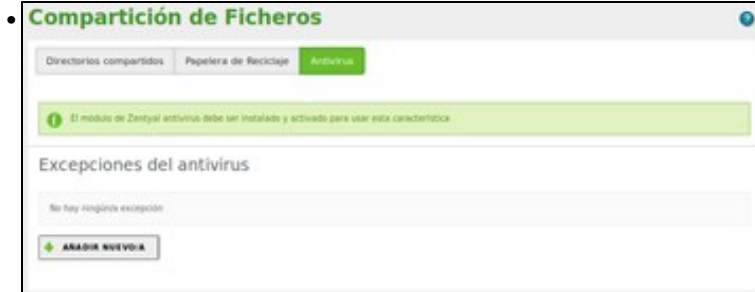 Compartición de Ficheros
Directorios compartidos Papelera de Reciclaje Antivirus
El módulo de Zentyal antivirus debe ser instalado y activado para usar esta característica
Excepciones del antivirus
No hay ningún/a excepción
AÑADIR NUEVO/A